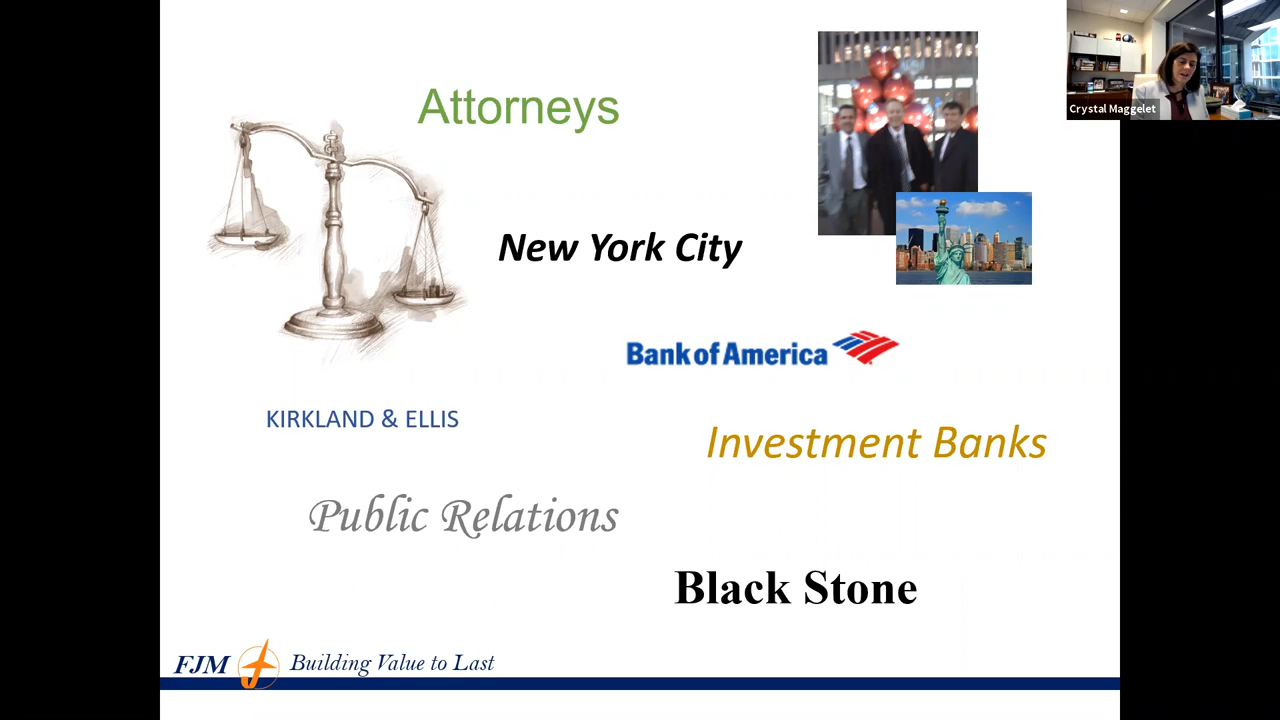 Crystal Maggelet
Attorneys
New York City
Bank of America
KIRKLAND & ELLIS
Investment Banks
Public Relations
Black Stone
FJM Building Value to Last